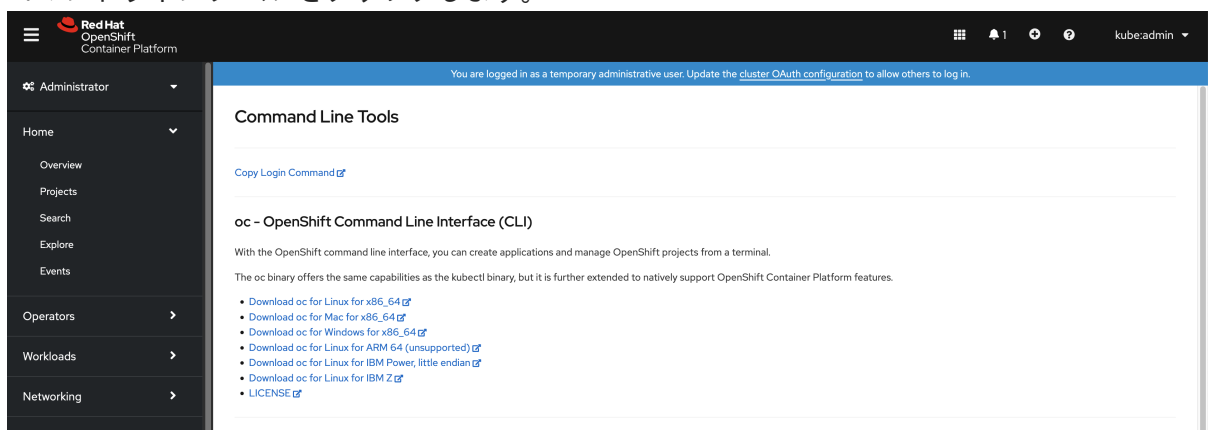 Red Hat
OpenShift
Container Platform
1
kube:admin
Administrator
You are logged in as a temporary administrative user. Update the cluster OAuth configuration to allow others to log in.
Home
Overview
Projects
Search
Explore
Events
Operators
Workloads
Networking
Command Line Tools
Copy Login Command
oc - OpenShift Command Line Interface (CLI)
With the OpenShift command line interface, you can create applications and manage OpenShift projects from a terminal.
The oc binary offers the same capabilities as the kubectl binary, but it is further extended to natively support OpenShift Container Platform features.
• Download oc for Linux for x86_64
• Download oc for Mac for x86_64
• Download oc for Windows for x86_64
• Download oc for Linux for ARM 64 (unsupported)
• Download oc for Linux for IBM Power, little endian
• Download oc for Linux for IBM Z
• LICENSE